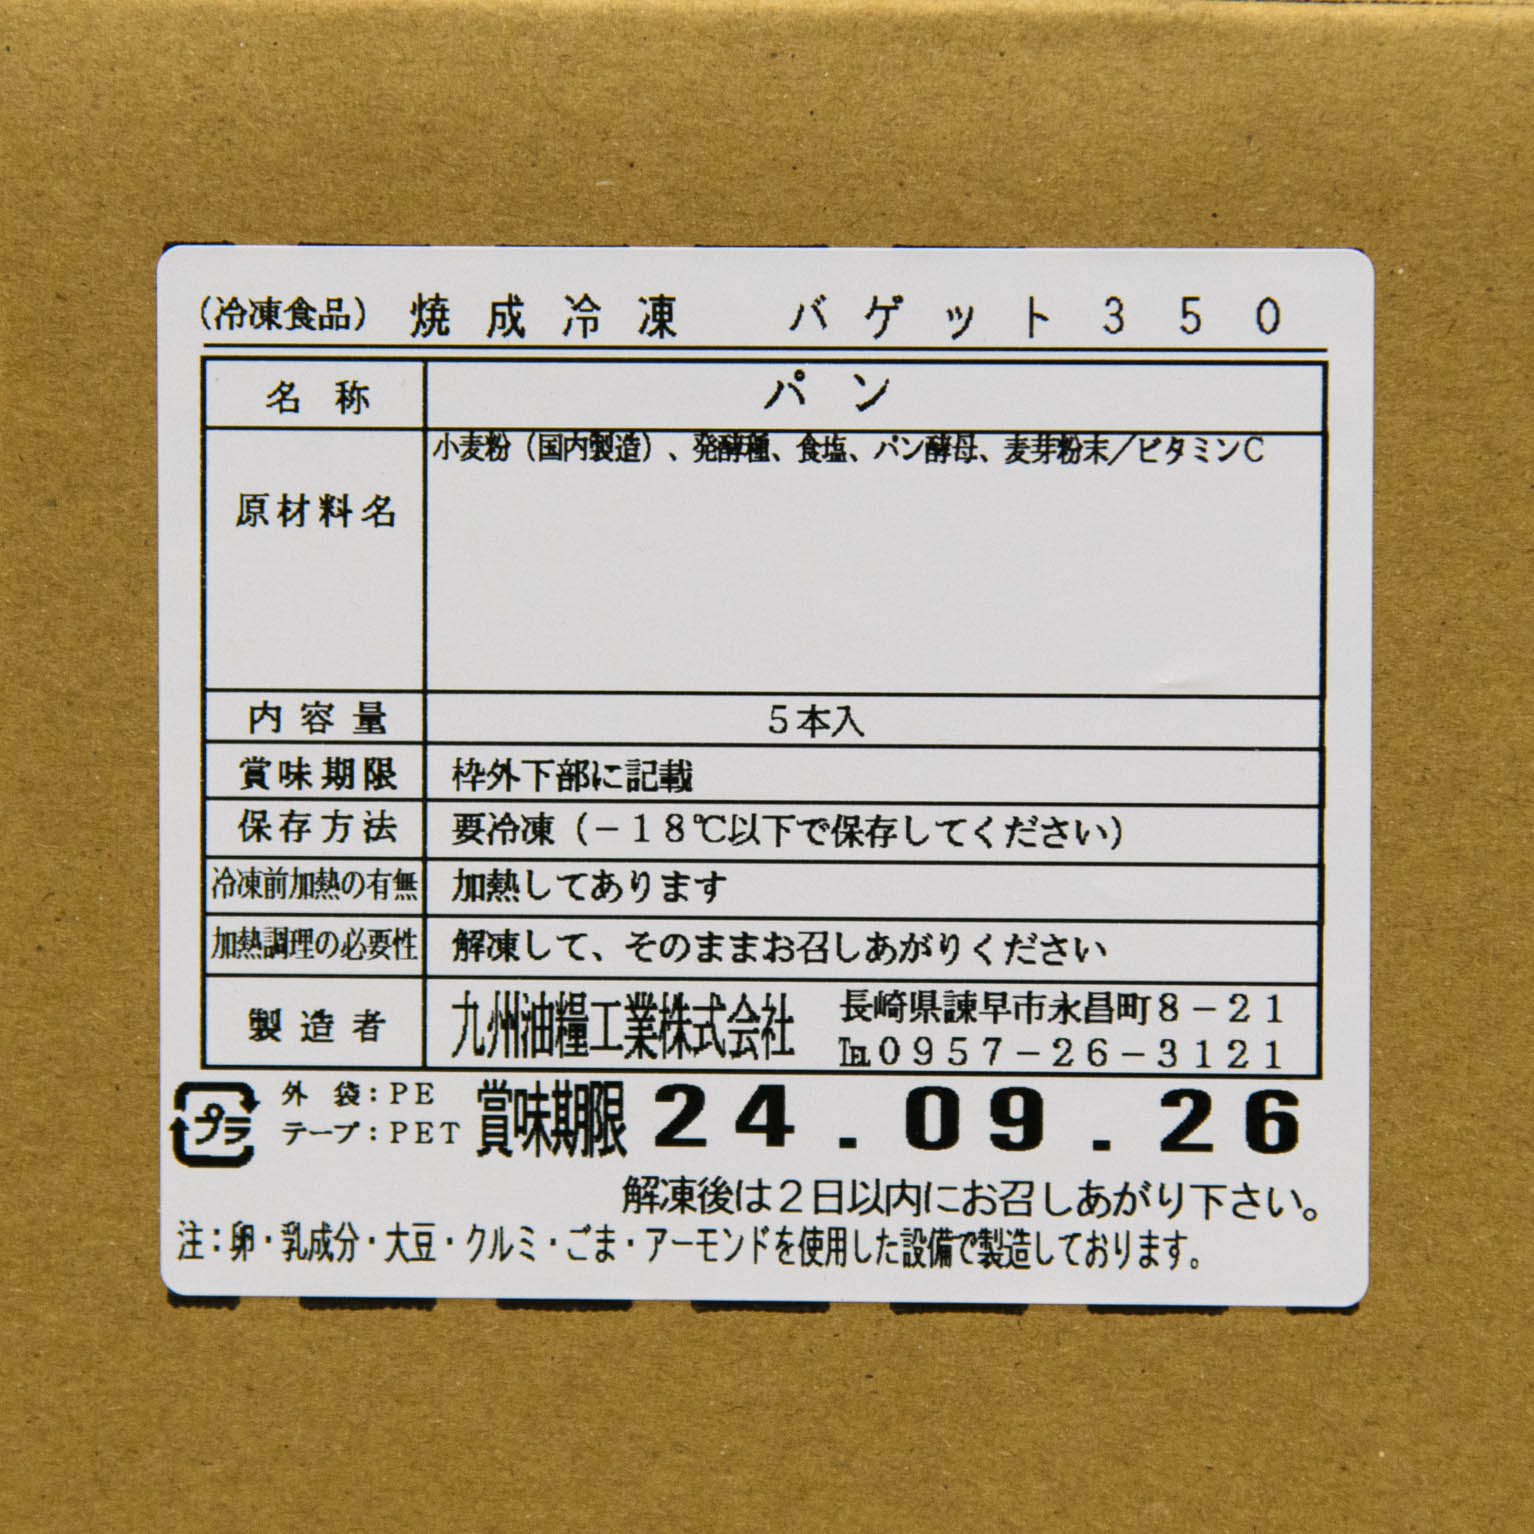 (冷凍食品) 焼成冷凍 バゲット350
名称 パン
原材料名 小麦粉(国内製造)、発酵種、食塩、パン酵母、麦芽粉末/ビタミンC
内容量 5本入
賞味期限 枠外下部に記載
保存方法 要冷凍(-18℃以下で保存してください)
冷凍前加熱の有無 加熱してあります
加熱調理の必要性 解凍して、そのままお召しあがりください
製造者 九州油糧工業株式会社 長崎県諫早市永昌町8-21
℡0957-26-3121
プラ 外袋:PE
テープ:PET
賞味期限 24.09.26
解凍後は2日以内にお召しあがり下さい。
注:卵・乳成分・大豆・クルミ・ごま・アーモンドを使用した設備で製造しております。